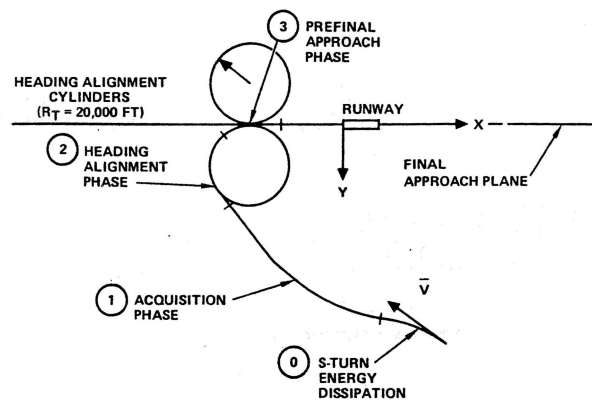 3 PREFINAL
APPROACH
PHASE
HEADING ALIGNMENT
CYLINDERS
(RT = 20,000 FT)
RUNWAY
X
2 HEADING
ALIGNMENT
PHASE
Y
FINAL
APPROACH PLANE
1 ACQUISITION
PHASE
V̅
0 S-TURN
ENERGY
DISSIPATION